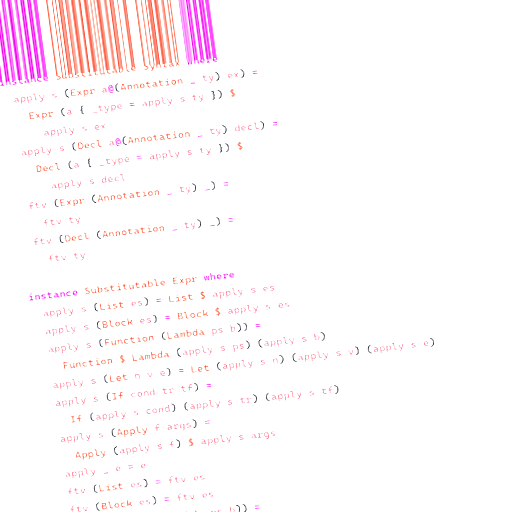 instance Substitutable Syntax where
  apply s (Expr a@(Annotation _ ty) ex) =
    Expr (a { _type = apply s ty }) $
      apply s ex
  apply s (Decl a@(Annotation _ ty) decl) =
    Decl (a { _type = apply s ty }) $
      apply s decl
  ftv (Expr (Annotation _ ty) _) =
    ftv ty
  ftv (Decl (Annotation _ ty) _) =
    ftv ty
instance Substitutable Expr where
  apply s (List es) = List $ apply s es
  apply s (Block es) = Block $ apply s es
  apply s (Function (Lambda ps b)) =
    Function $ Lambda (apply s ps) (apply s b)
  apply s (Let n v e) = Let (apply s n) (apply s v) (apply s e)
  apply s (If cond tr tf) =
    If (apply s cond) (apply s tr) (apply s tf)
  apply s (Apply f args) =
    Apply (apply s f) $ apply s args
  apply _ e = e
  ftv (List es) = ftv es
  ftv (Block es) = ftv es
  b)) =